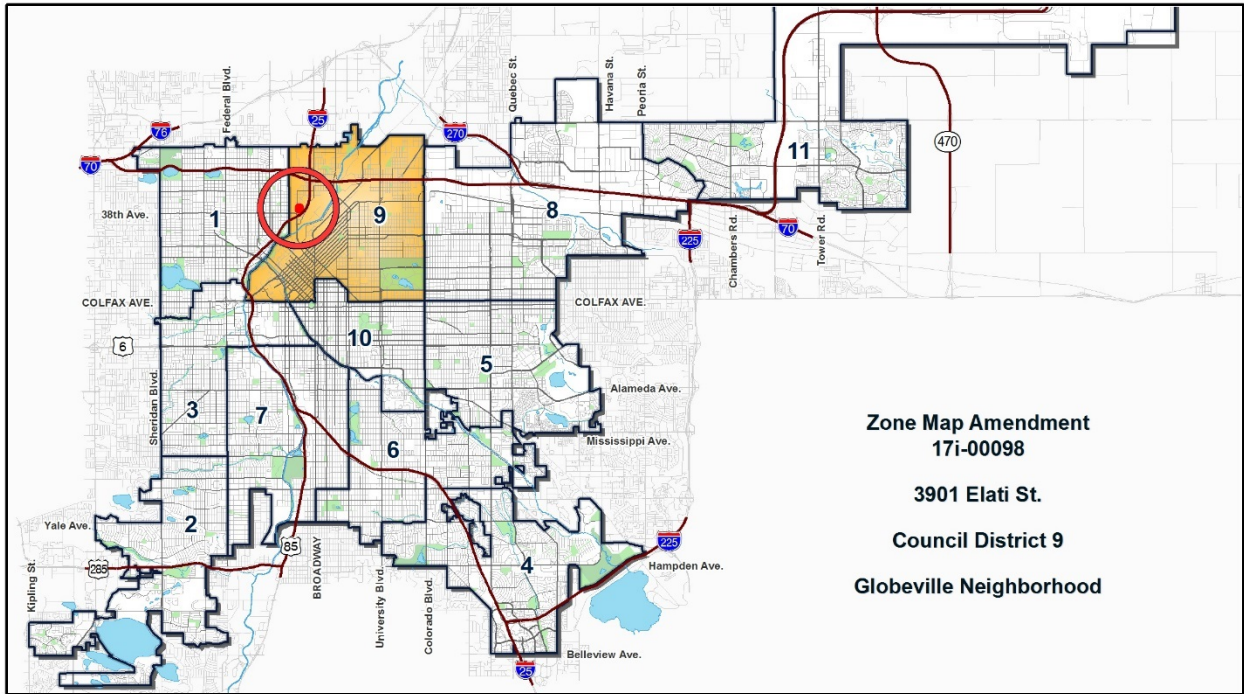 Federal Blvd.
Quebec St.
Havana St.
Peoria St.
76
25
270
70
470
11
38th Ave.
1
9
8
225
Chambers Rd.
70
Tower Rd.
COLFAX AVE.
COLFAX AVE.
6
10
5
Sheridan Blvd.
3
7
Alameda Ave.
Zone Map Amendment
17i-00098
3901 Elati St.
Council District 9
Globeville Neighborhood
6
Mississippi Ave.
Yale Ave.
2
85
BROADWAY
University Blvd.
Colorado Blvd.
4
225
Hampden Ave.
285
Kipling St.
Belleview Ave.
25